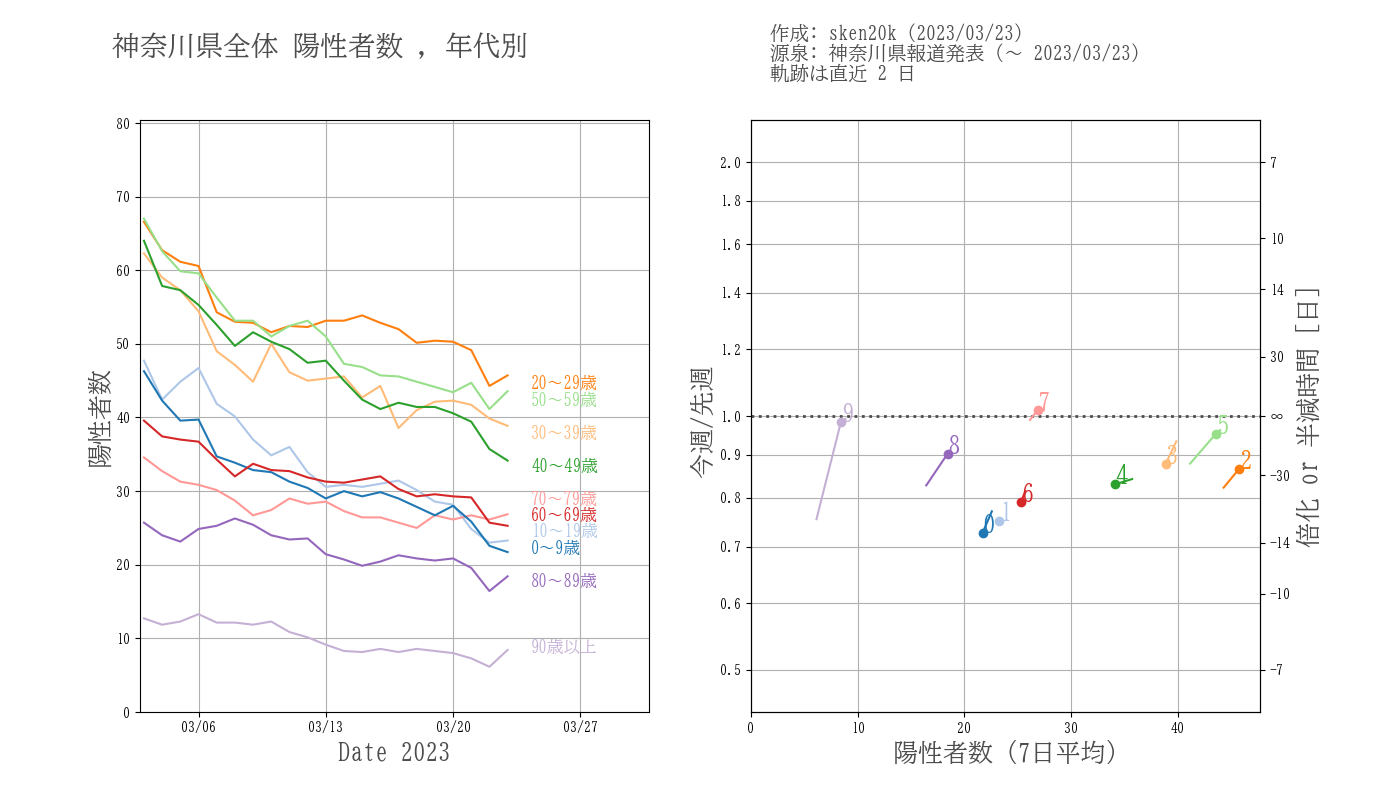 神奈川県全体 陽性者数 , 年代別
作成: sken20k (2023/03/23)
源泉: 神奈川県報道発表 (～ 2023/03/23)
軌跡は直近 2 日
陽性者数
80
70
60
50
40
30
20
10
0
03/06
03/13
03/20
03/27
Date 2023
20～29歳
50～59歳
30～39歳
40～49歳
70～79歳
60～69歳
10～19歳
0～9歳
80～89歳
90歳以上
今週/先週
2.0
1.8
1.6
1.4
1.2
1.0
0.9
0.8
0.7
0.6
0.5
0
10
20
30
40
陽性者数 (7日平均)
9
7
8
5
3
2
4
6
1
0
7
10
14
30
∞
-30
-14
-10
-7
倍化 or 半減時間 [日]